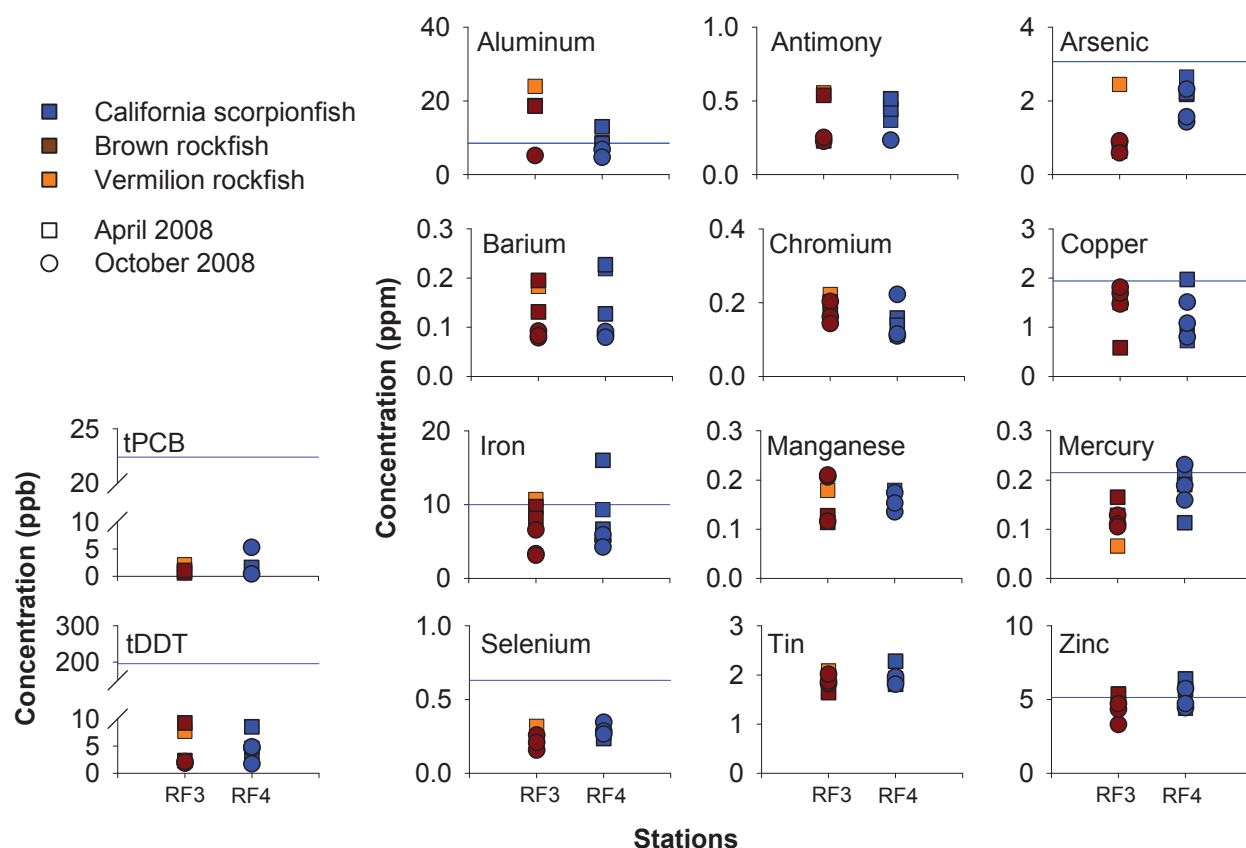 California scorpionfish
Brown rockfish
Vermilion rockfish
April 2008
October 2008
Concentration (ppm)
Aluminum
40
20
0
Antimony
1.0
0.5
0.0
Arsenic
4
2
0
Barium
0.3
0.2
0.1
0.0
Chromium
0.4
0.2
0.0
Copper
3
2
1
0
Iron
20
10
0
Manganese
0.3
0.2
0.1
0.0
Mercury
0.3
0.2
0.1
0.0
Selenium
1.0
0.5
0.0
RF3 RF4
Tin
3
2
1
0
RF3 RF4
Zinc
10
5
0
RF3 RF4
Concentration (ppb)
tPCB
25
20
10
5
0
tDDT
300
200
10
5
0
RF3 RF4
Stations